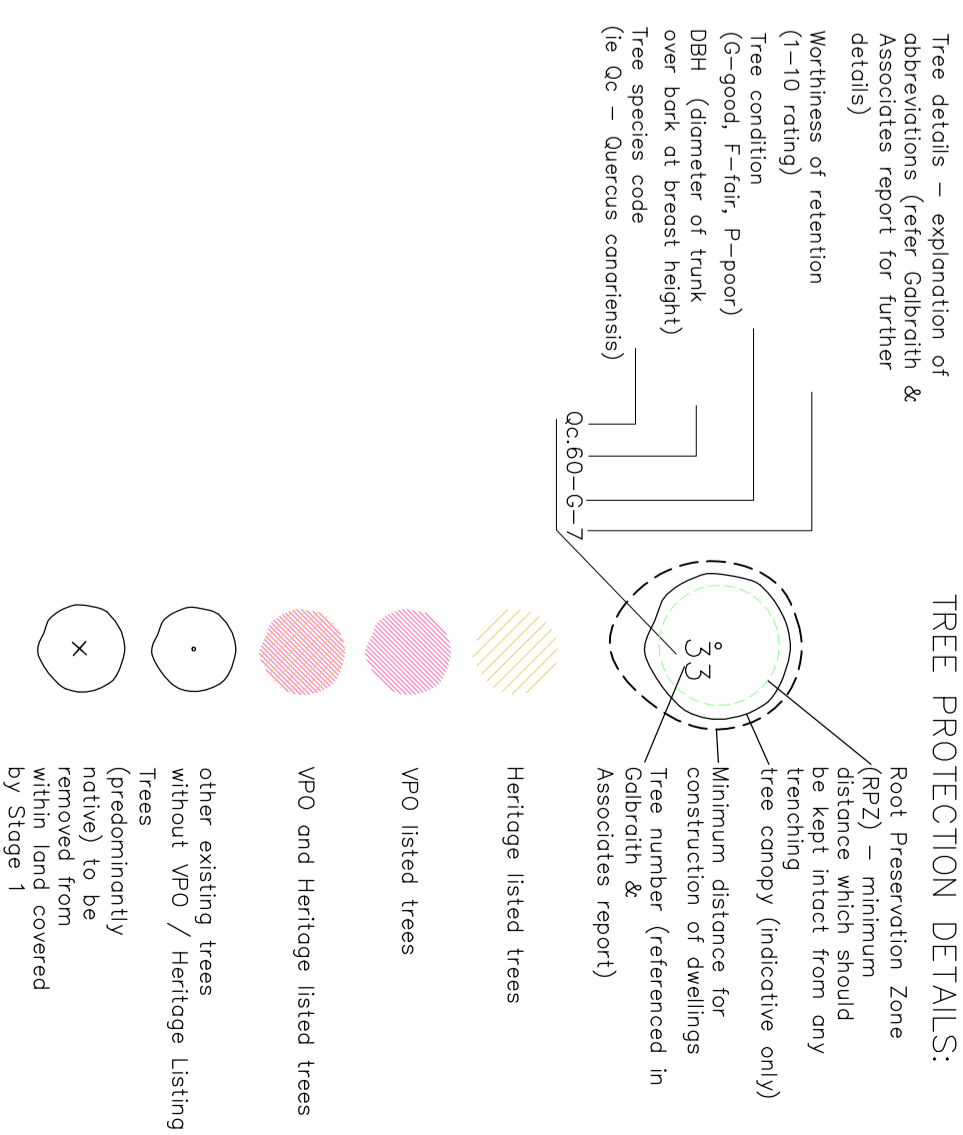 TREE PROTECTION DETAILS:
Tree details – explanation of
abbreviations (refer Galbraith &
Associates report for further
details)
Worthiness of retention
(1–10 rating)
Tree condition
(G–good, F–fair, P–poor)
DBH (diameter of trunk
over bark at breast height)
Tree species code
(ie Qc – Quercus canariensis)
Qc.60–G–7
33
Root Preservation Zone
(RPZ) – minimum
distance which should
be kept intact from any
trenching
tree canopy (indicative only)
Minimum distance for
construction of dwellings
Tree number (referenced in
Galbraith &
Associates report)
Heritage listed trees
VPO listed trees
VPO and Heritage listed trees
other existing trees
without VPO / Heritage Listing
Trees
(predominantly
native) to be
removed from
within land covered
by Stage 1